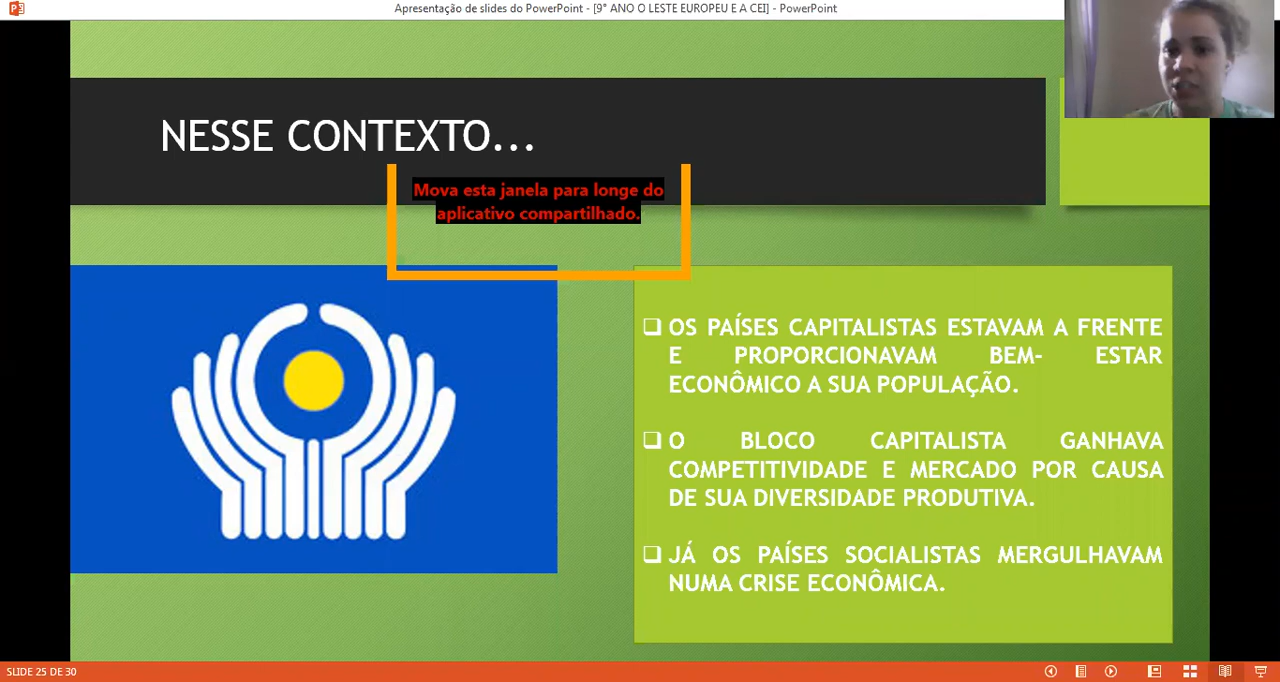 Apresentação de slides do PowerPoint - [9° ANO O LESTE EUROPEU E A CEI] - PowerPoint
NESSE CONTEXTO...
Mova esta janela para longe do
aplicativo compartilhado.
OS PAÍSES CAPITALISTAS ESTAVAM A FRENTE
E PROPORCIONAVAM BEM- ESTAR
ECONÔMICO A SUA POPULAÇÃO.
O BLOCO CAPITALISTA GANHAVA
COMPETITIVIDADE E MERCADO POR CAUSA
DE SUA DIVERSIDADE PRODUTIVA.
JÁ OS PAÍSES SOCIALISTAS MERGULHAVAM
NUMA CRISE ECONÔMICA.
SLIDE 25 DE 30